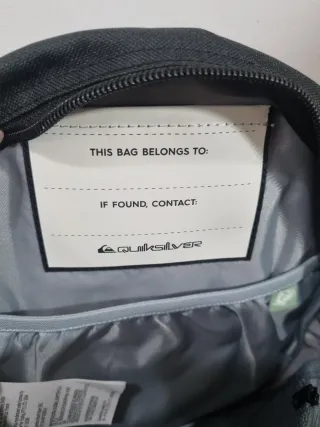 THIS BAG BELONGS TO:
IF FOUND, CONTACT:
QUIKSILVER